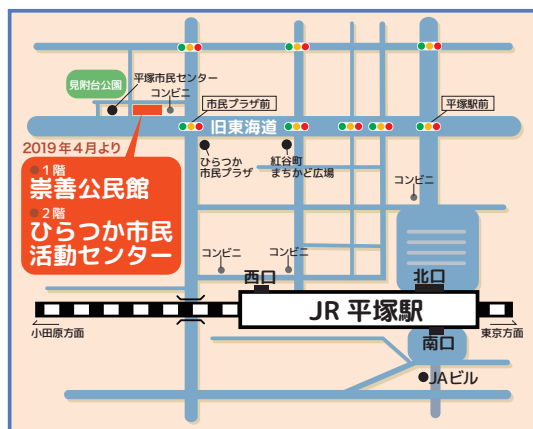 見附台公園
平塚市民センター
コンビニ
市民プラザ前
平塚駅前
旧東海道
2019年4月より
●1階
崇善公民館
●2階
ひらつか市民
活動センター
ひらつか
市民プラザ
紅谷町
まちかど広場
コンビニ
コンビニ
コンビニ
西口
北口
JR 平塚駅
小田原方面
東京方面
南口
JAビル